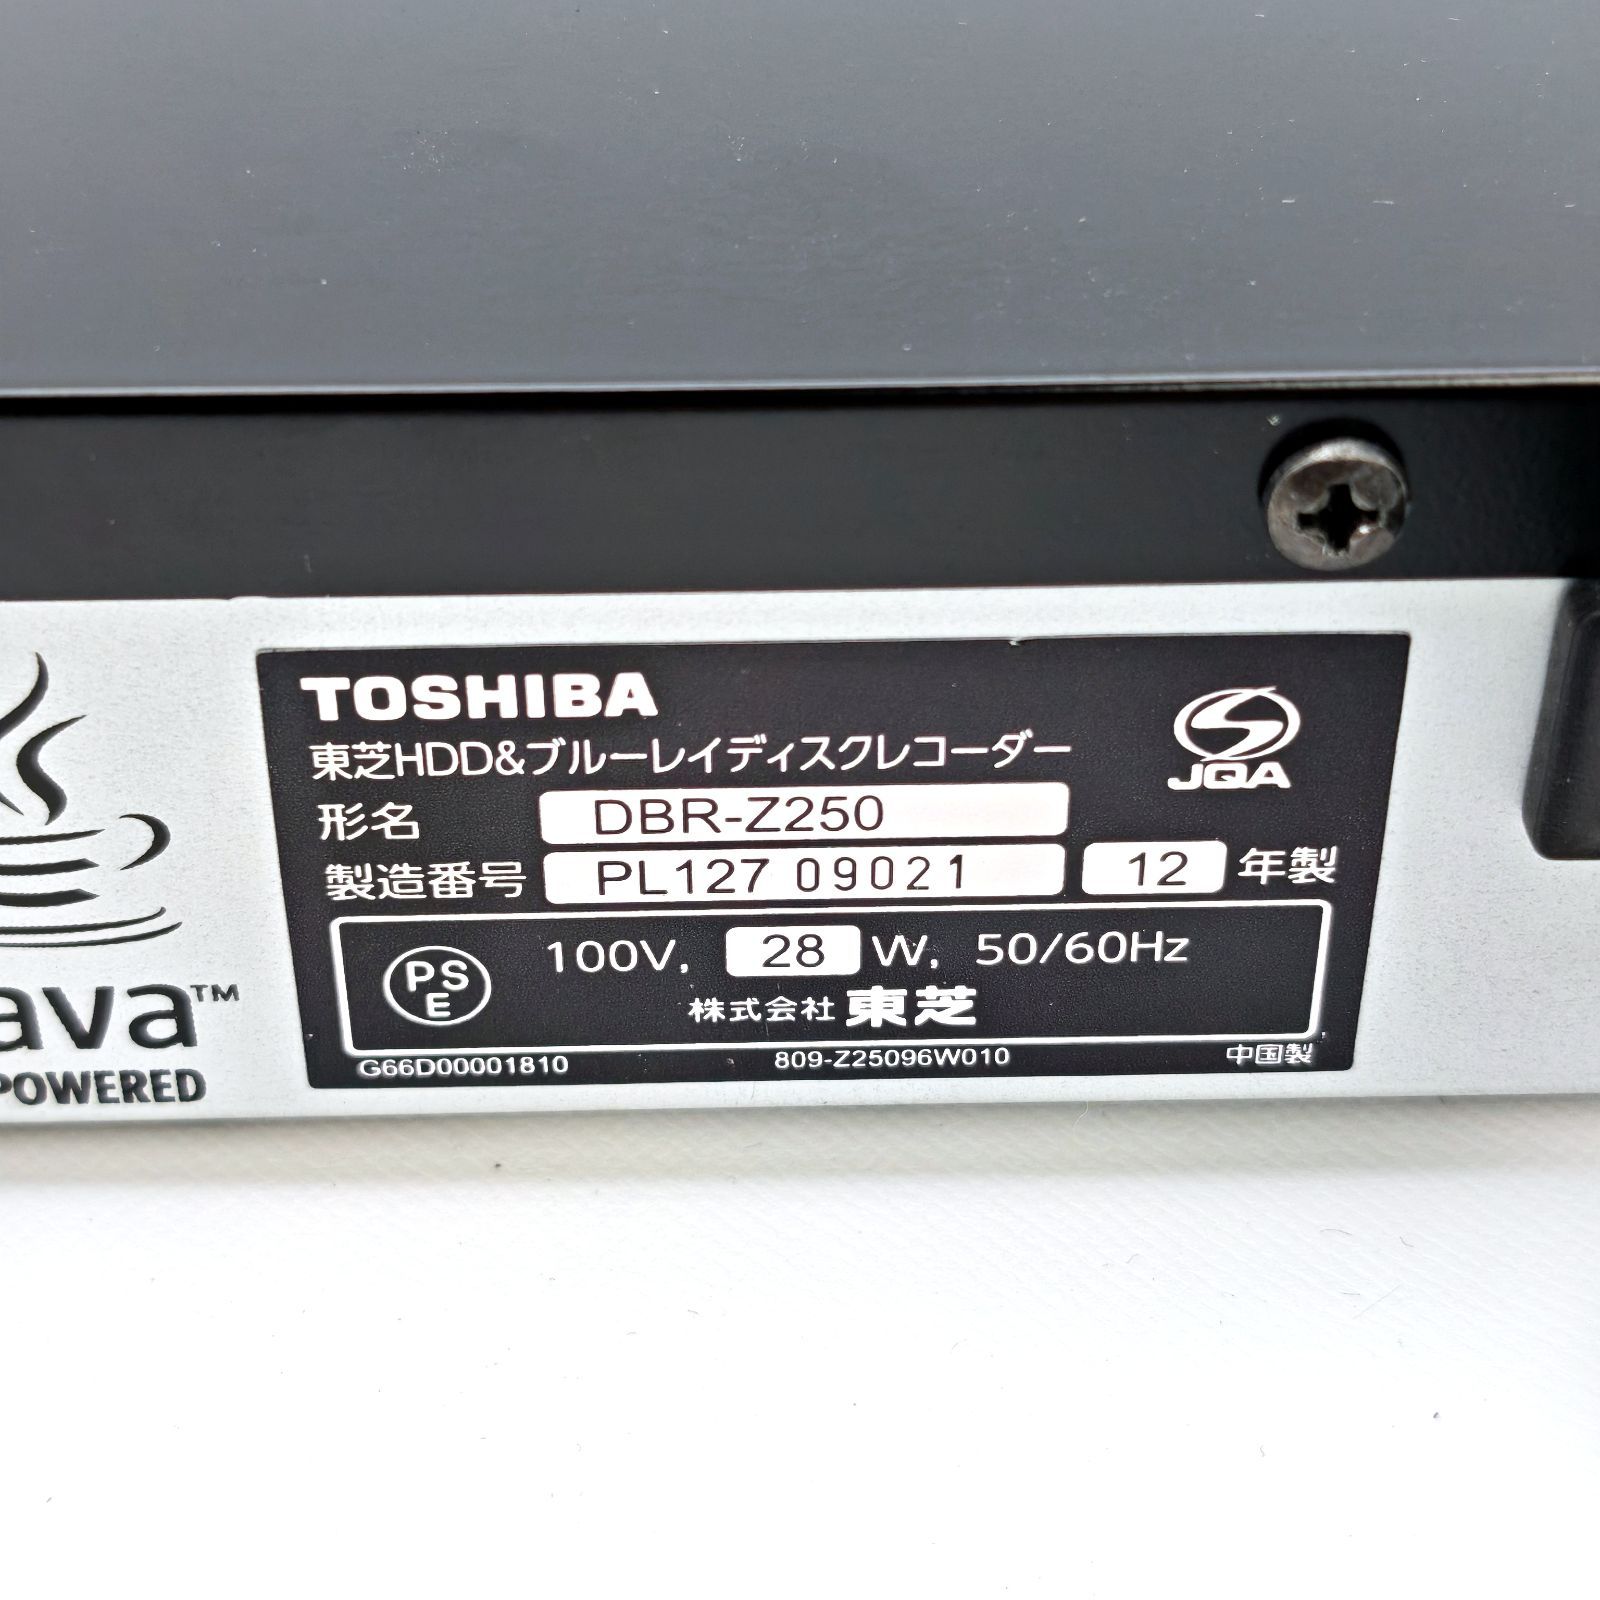 TOSHIBA
東芝HDD&ブルーレイディスクレコーダー
JQA
形名 DBR-Z250
製造番号 PL127 09021 12 年製
PS
E
100V, 28 W, 50/60Hz
株式会社 東芝
G66D00001810 809-Z25096W010 中国製
ava™
POWERED